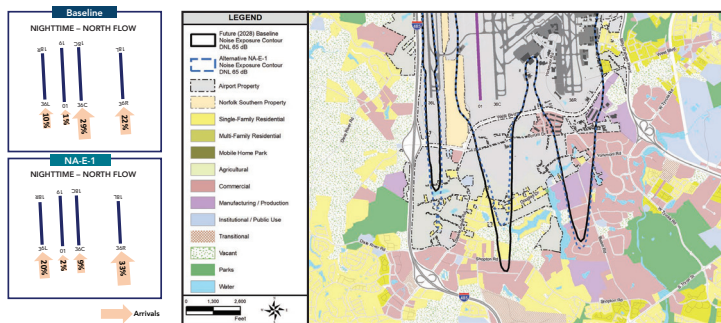 Baseline
NIGHTTIME – NORTH FLOW
18R
19
18C
18L
36L
01
36C
36R
10%
1%
29%
22%
NA-E-1
NIGHTTIME – NORTH FLOW
18R
19
18C
18L
36L
01
36C
36R
20%
2%
9%
33%
Arrivals
LEGEND
Future (2028) Baseline
Noise Exposure Contour
DNL 65 dB
Alternative NA-E-1
Noise Exposure Contour
DNL 65 dB
Airport Property
Norfolk Southern Property
Single-Family Residential
Multi-Family Residential
Mobile Home Park
Agricultural
Commercial
Manufacturing / Production
Institutional / Public Use
Transitional
Vacant
Parks
Water
0 1,300 2,600
Feet
36L
01
36C
36R
Shopton Rd